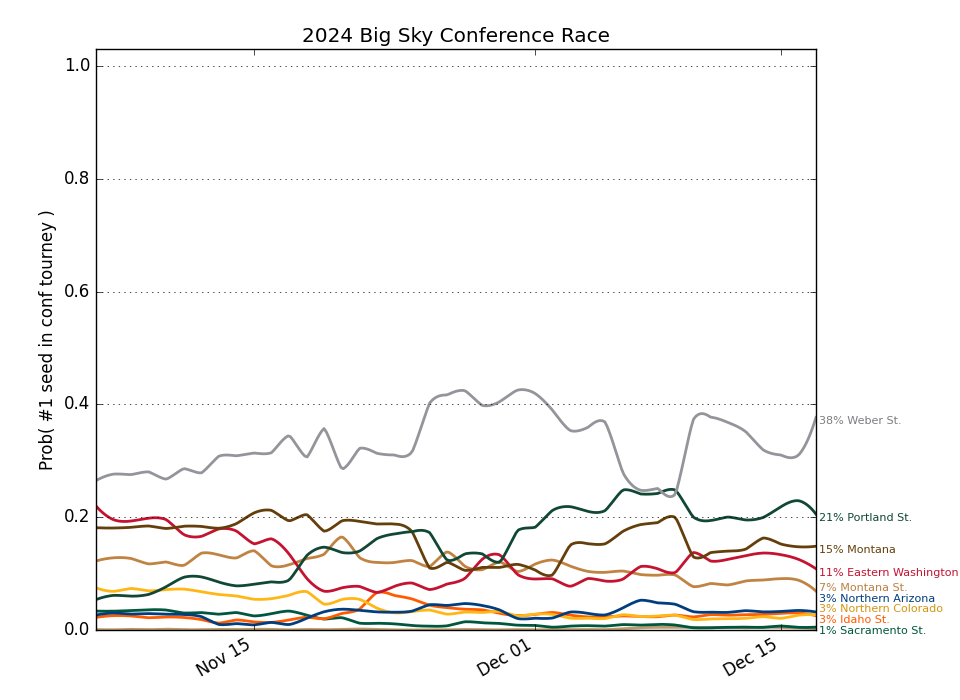 2024 Big Sky Conference Race
Prob( #1 seed in conf tourney )
1.0
0.8
0.6
0.4
0.2
0.0
Nov 15
Dec 01
Dec 15
38% Weber St.
21% Portland St.
15% Montana
11% Eastern Washington
7% Montana St.
3% Northern Arizona
3% Northern Colorado
3% Idaho St.
1% Sacramento St.